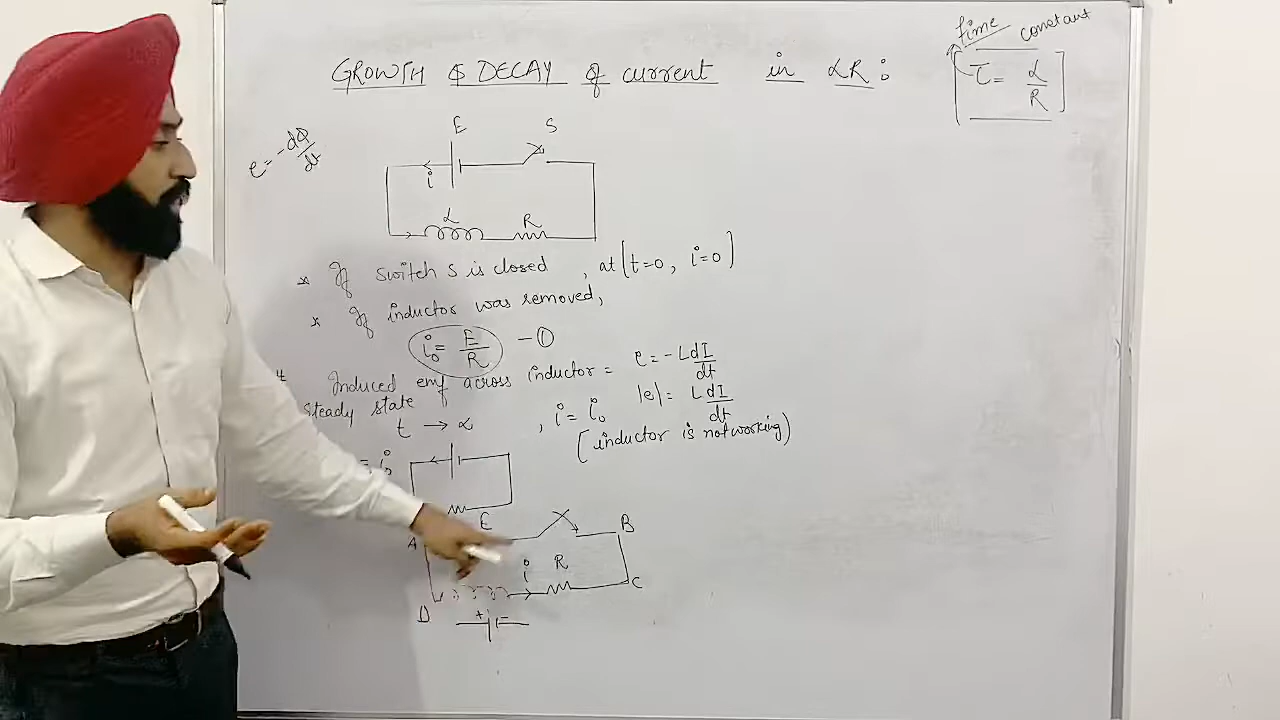 time constant
τ = L/R
GROWTH & DECAY of current in LR :
e = -dΦ/dt
E S
i
L R
* If switch S is closed , at (t=0 , i=0)
* If inductor was removed,
i₀ = E/R - ①
Induced emf across inductor = e = -L dI/dt
|e| = L dI/dt
Steady state
t → ∝ , i = i₀
[inductor is not working)
= i₀
E
A B
i R
D C
+ -